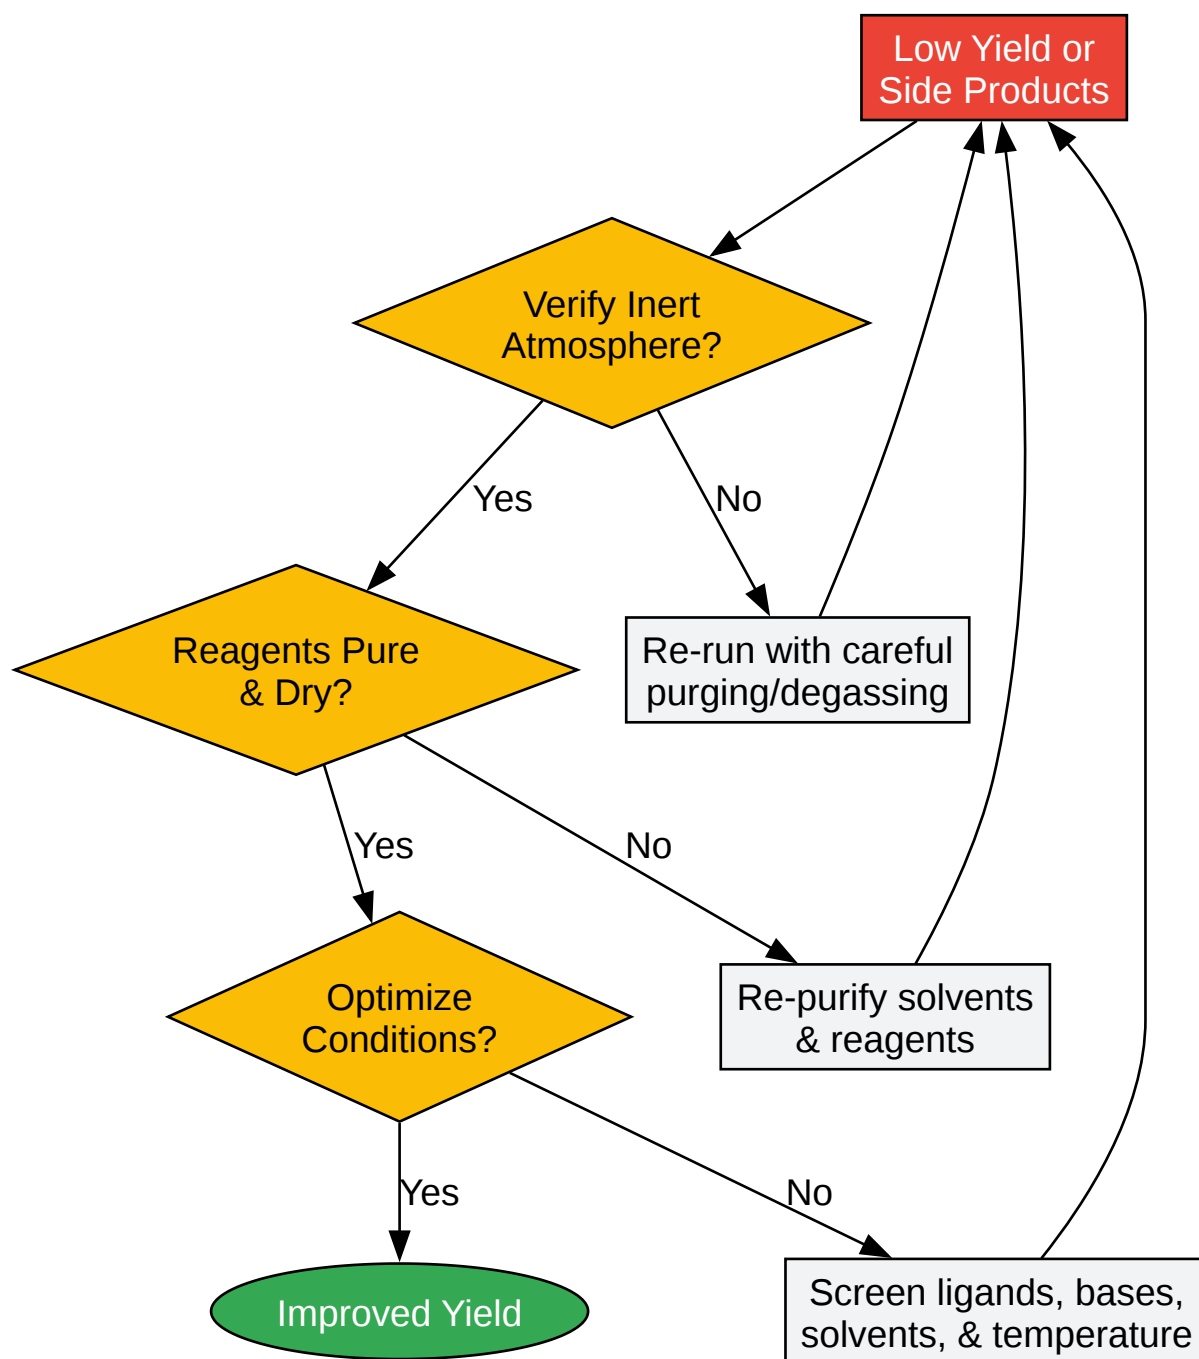 Low Yield or
Side Products
Verify Inert
Atmosphere?
Yes
No
Reagents Pure
& Dry?
Re-run with careful
purging/degassing
Yes
No
Optimize
Conditions?
Re-purify solvents
& reagents
Yes
No
Improved Yield
Screen ligands, bases,
solvents, & temperature